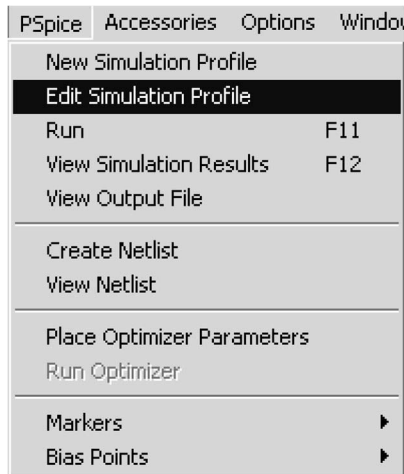 PSpice Accessories Options
New Simulation Profile
Edit Simulation Profile
Run F11
View Simulation Results F12
View Output File
Create Netlist
View Netlist
Place Optimizer Parameters
Run Optimizer
Markers
Bias Points